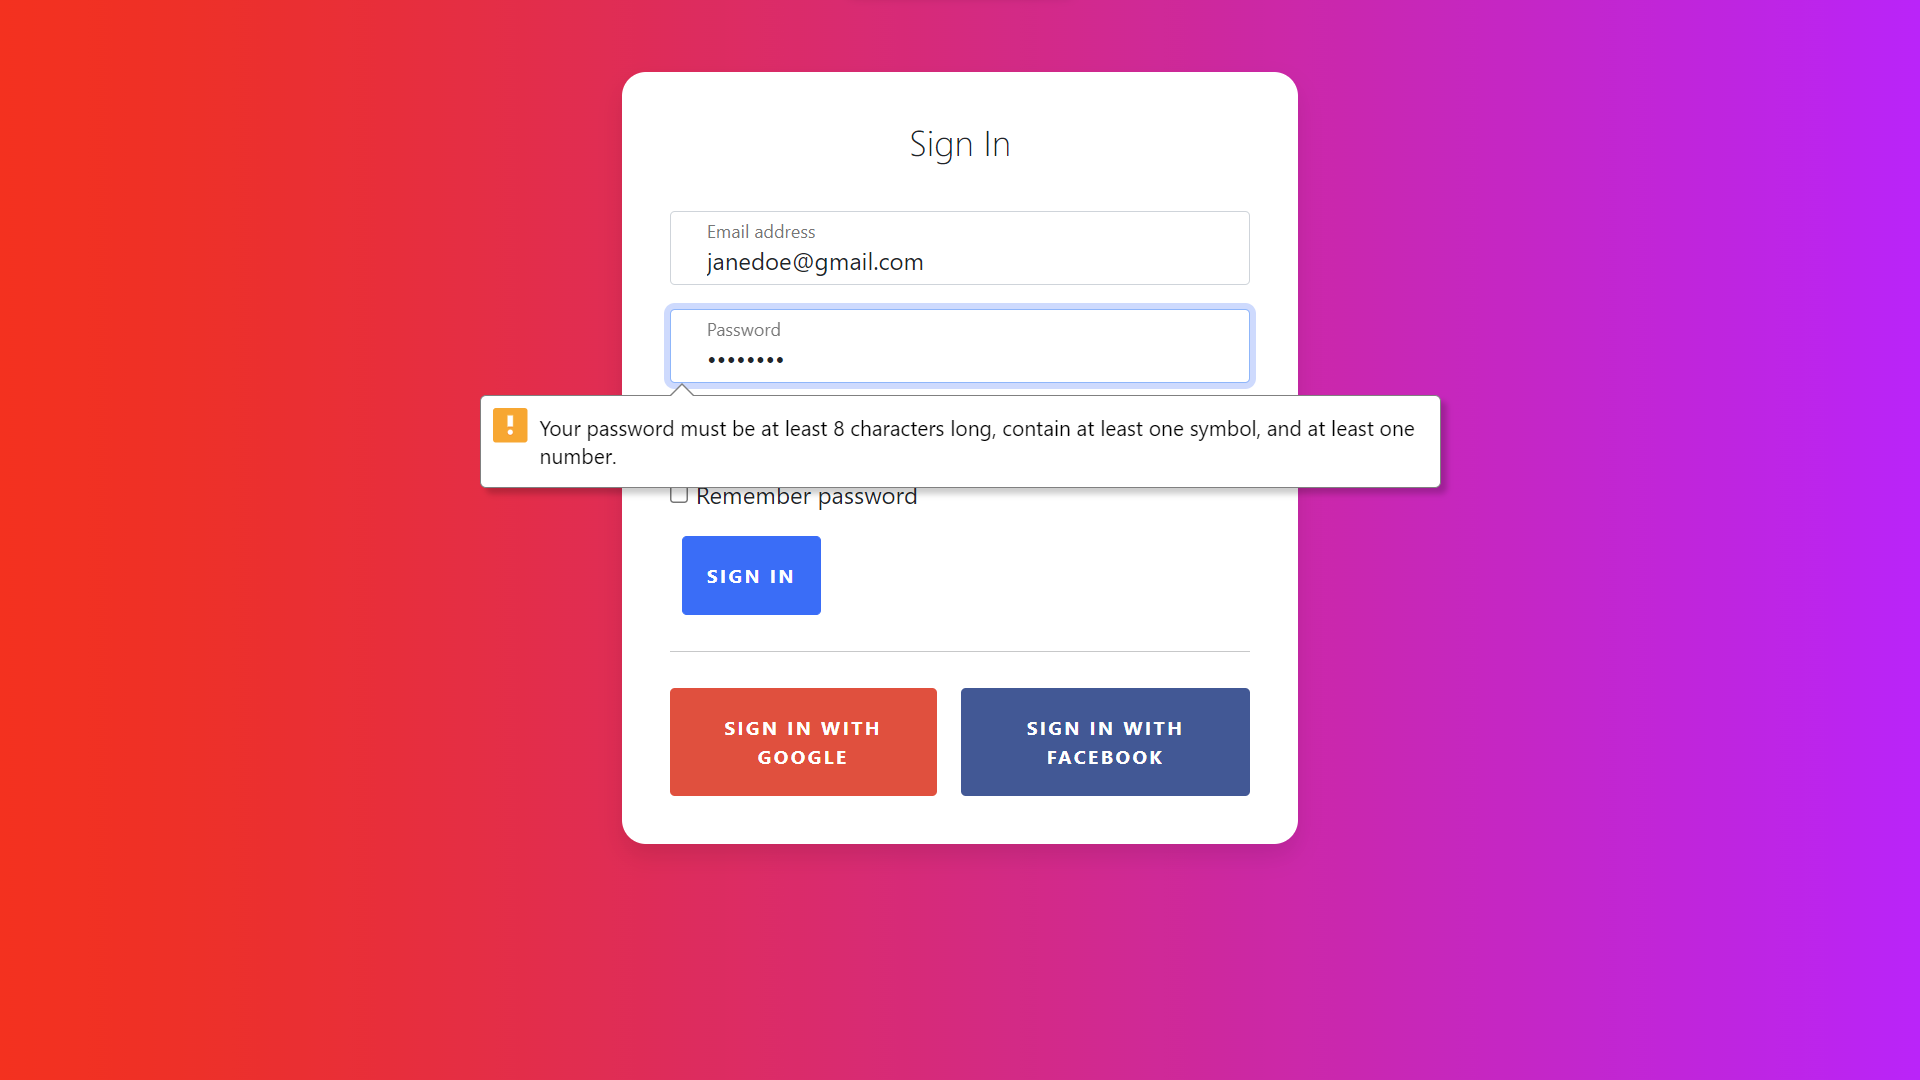 Sign In
Email address
janedoe@gmail.com
Password
••••••••
Your password must be at least 8 characters long, contain at least one symbol, and at least one
number.
Remember password
SIGN IN
SIGN IN WITH
GOOGLE
SIGN IN WITH
FACEBOOK